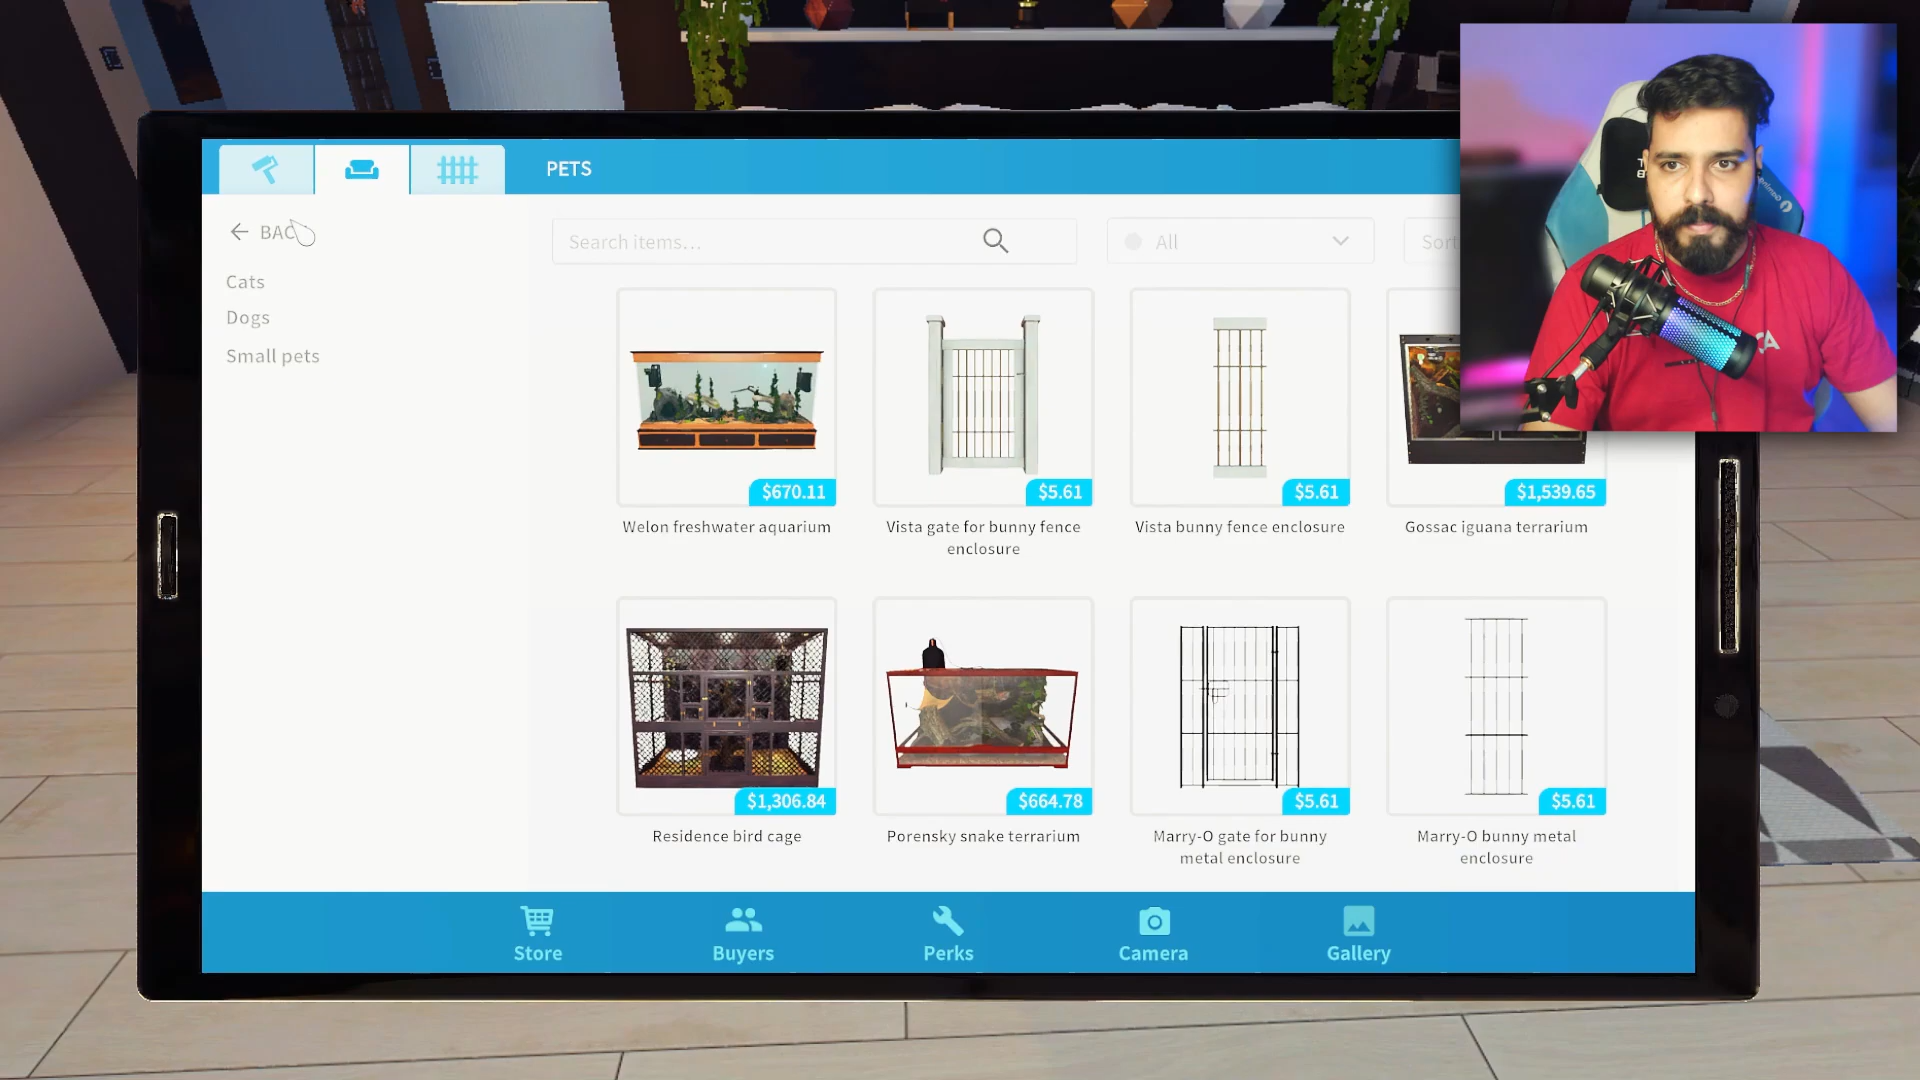 PETS
BAC
Cats
Dogs
Small pets
Search items...
All
Sort
$670.11
Welon freshwater aquarium
$5.61
Vista gate for bunny fence
enclosure
$5.61
Vista bunny fence enclosure
$1,539.65
Gossac iguana terrarium
$1,306.84
Residence bird cage
$664.78
Porensky snake terrarium
$5.61
Marry-O gate for bunny
metal enclosure
$5.61
Marry-O bunny metal
enclosure
Store
Buyers
Perks
Camera
Gallery